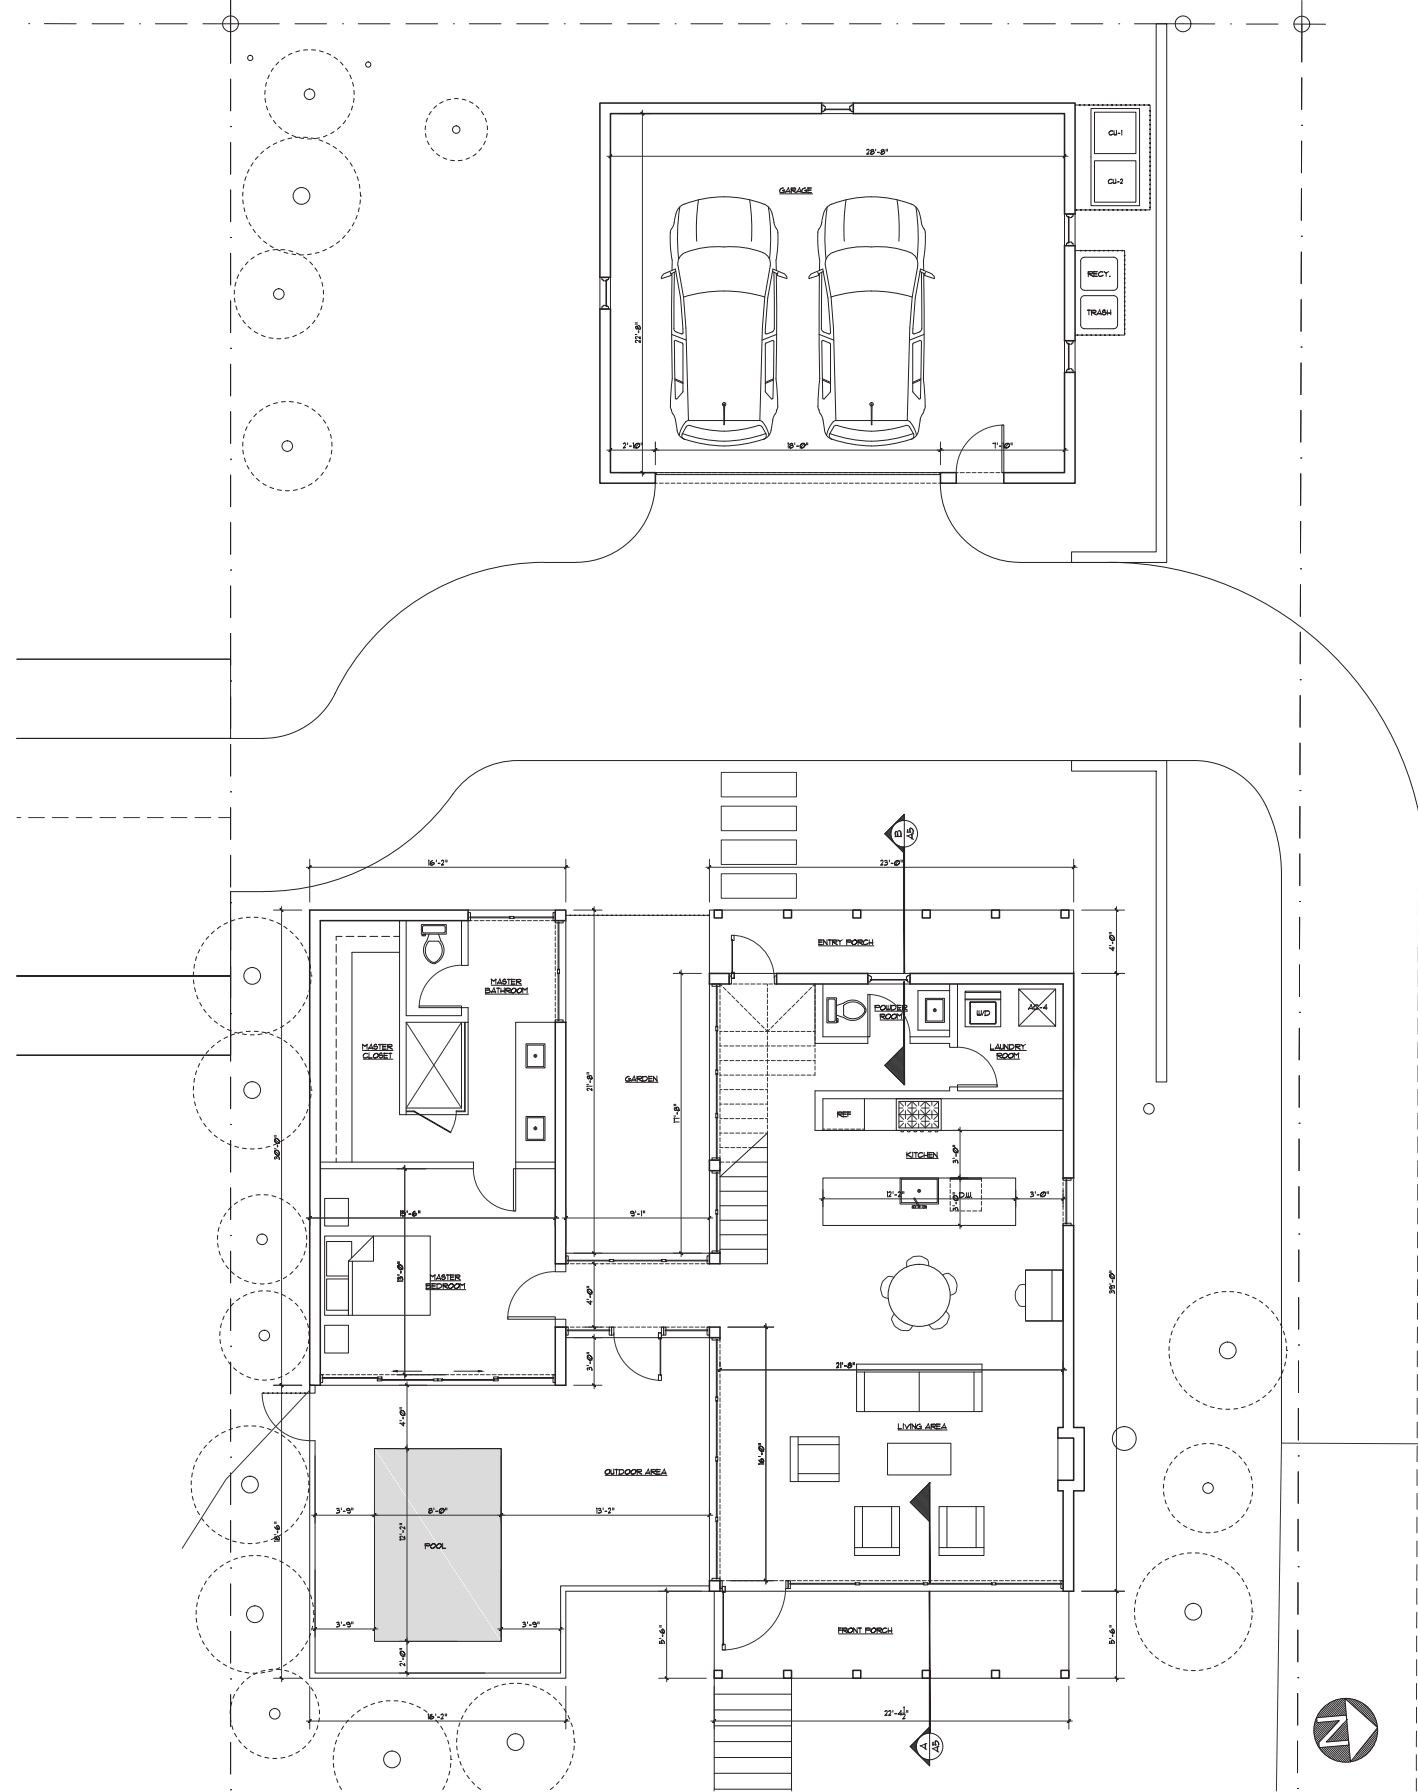 CU-1
28'-8"
CU-2
GARAGE
RECY.
TRASH
22'-8"
2'-10"
18'-0"
7'-10"
B
A5
16'-2"
23'-0"
ENTRY PORCH
4'-0"
MASTER
BATHROOM
POWDER
ROOM
W/D
AC-4
MASTER
CLOSET
LAUNDRY
ROOM
GARDEN
21'-8"
17'-8"
REF
30'-0"
KITCHEN
3'-0"
12'-2"
D.W.
3'-0"
3'-0"
15'-6"
9'-1"
13'-0"
MASTER
BEDROOM
4'-0"
39'-0"
3'-0"
21'-8"
4'-0"
LIVING AREA
16'-0"
OUTDOOR AREA
3'-9"
8'-0"
13'-2"
12'-2"
18'-6"
POOL
3'-9"
3'-9"
FRONT PORCH
5'-6"
5'-6"
2'-0"
16'-2"
22'-4½"
N
A
A5